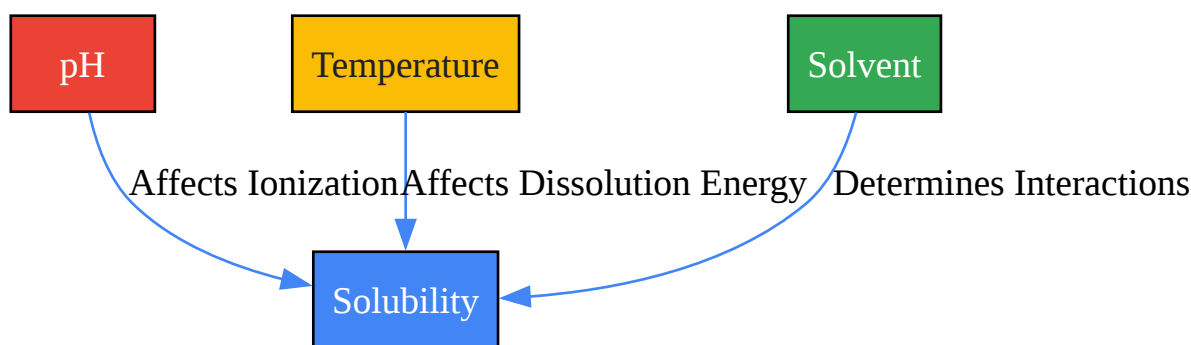 pH
Temperature
Solvent
Affects Ionization
Affects Dissolution Energy
Determines Interactions
Solubility